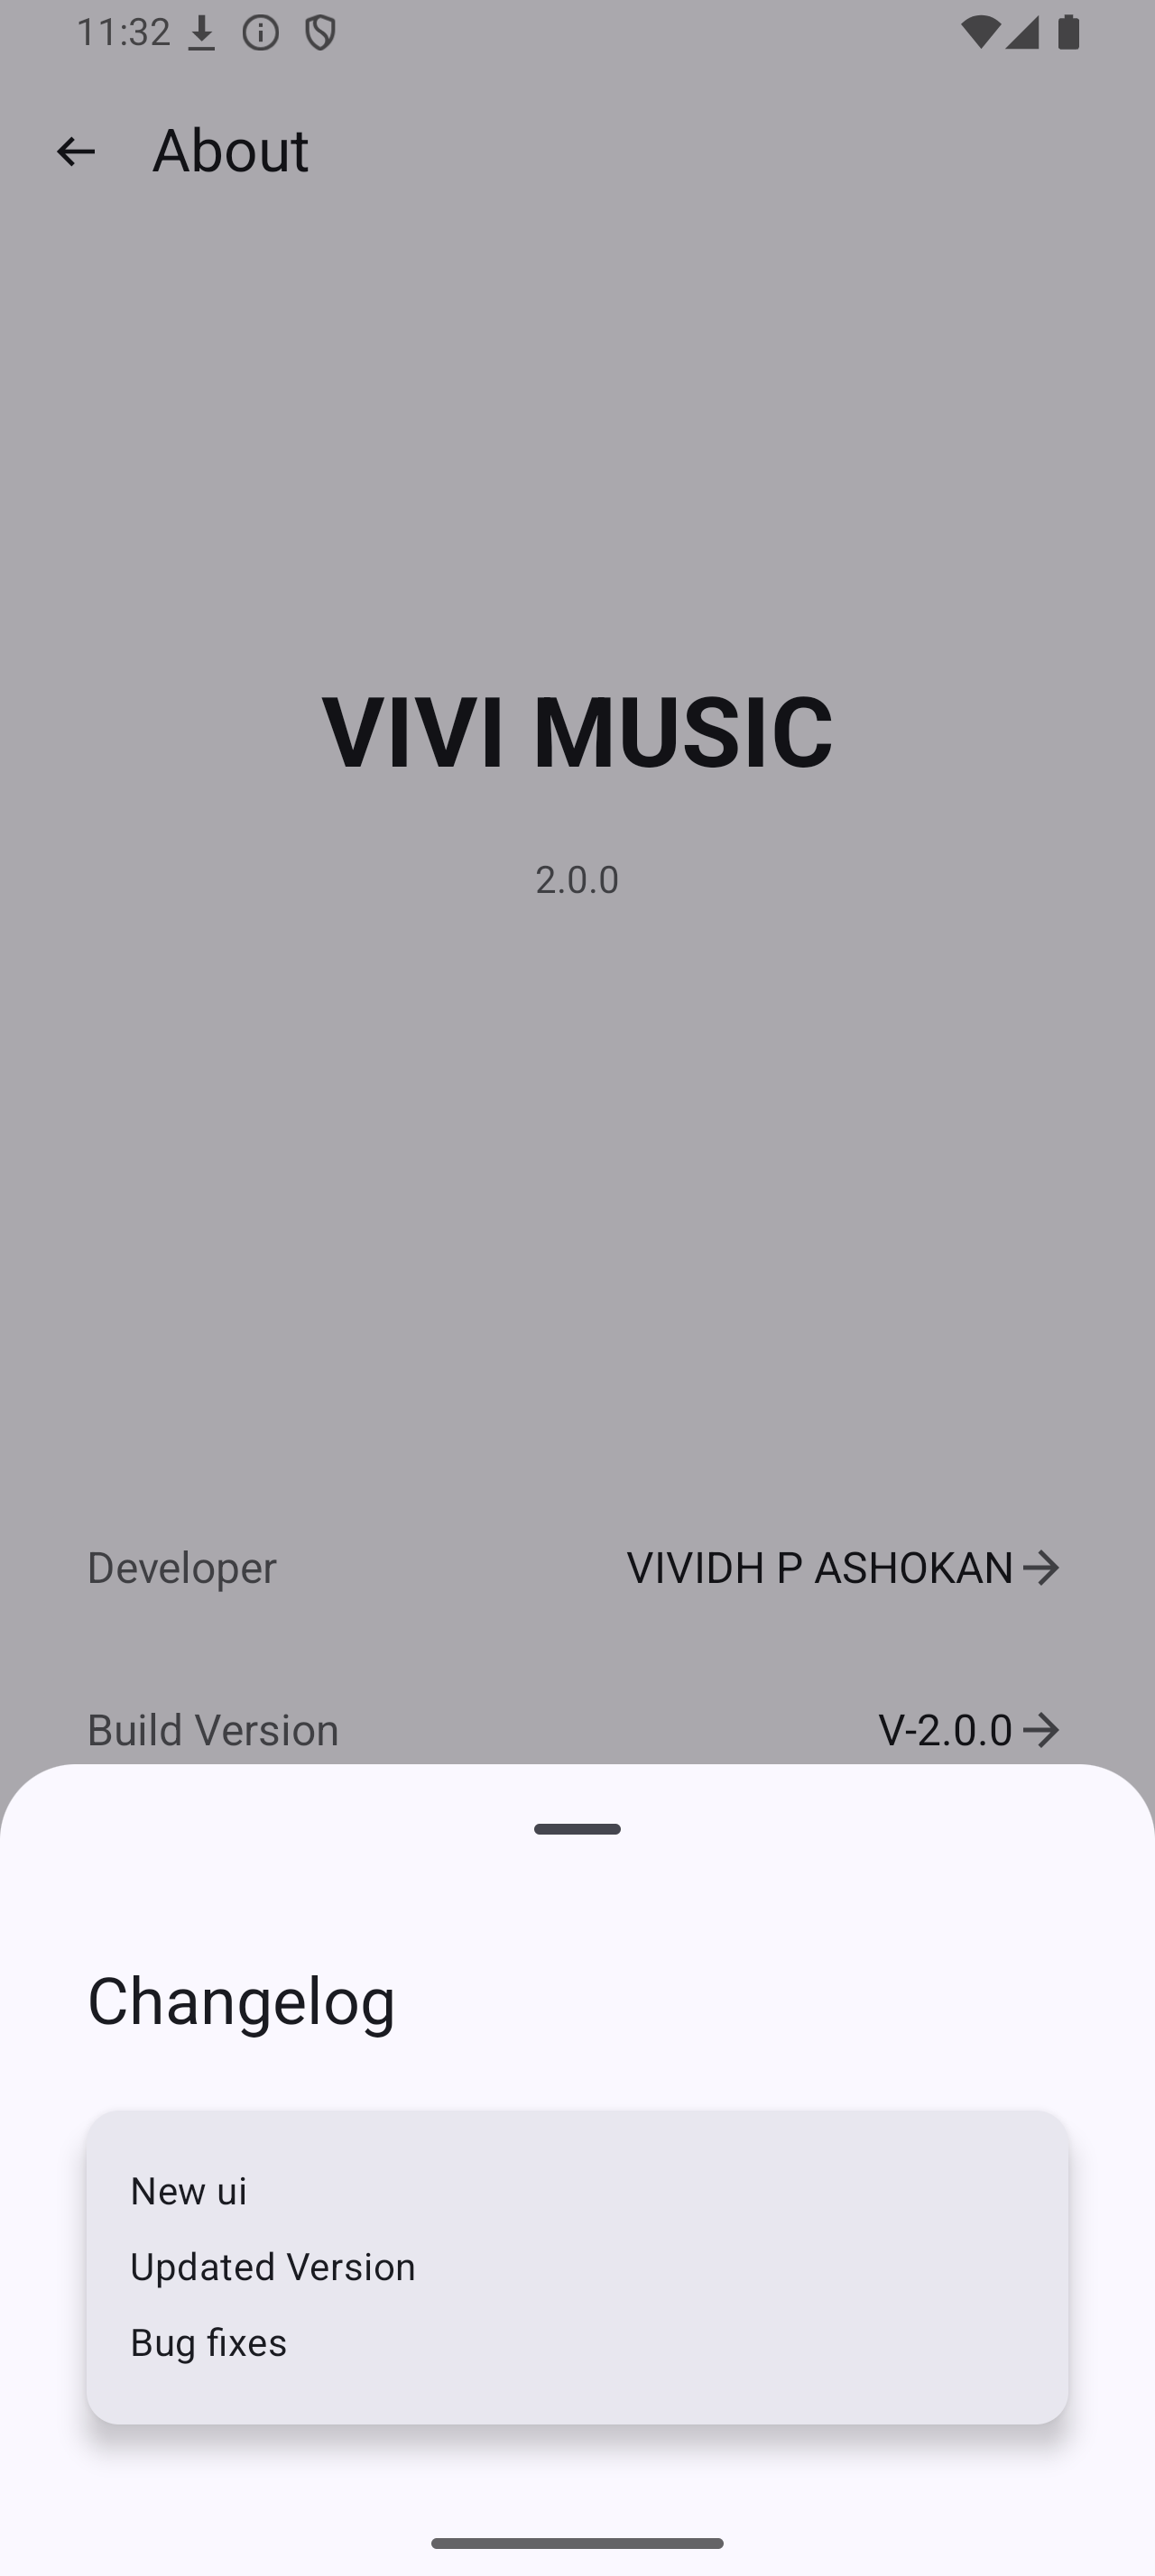 11:32
About
VIVI MUSIC
2.0.0
Developer VIVIDH P ASHOKAN
Build Version V-2.0.0
Changelog
New ui
Updated Version
Bug fixes